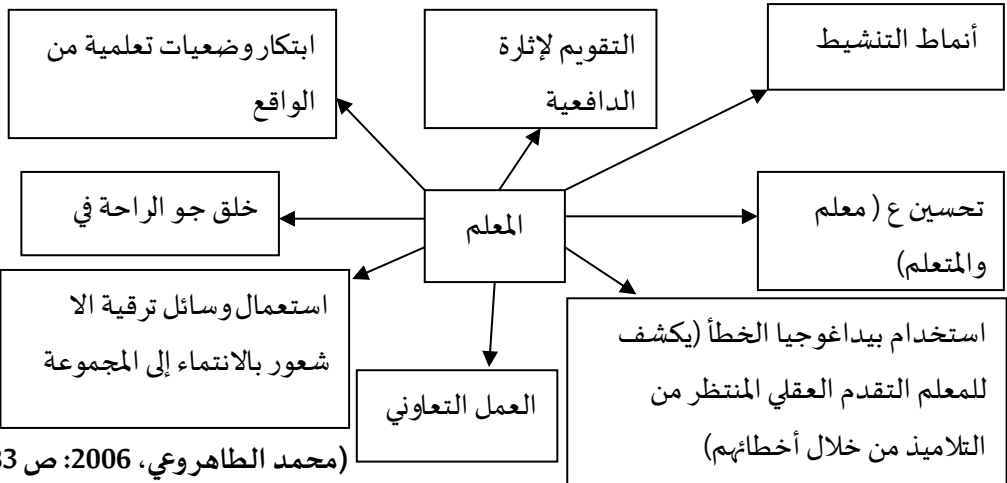 أنماط التنشيط
التقويم لإثارة
الدافعية
ابتكار وضعيات تعلمية من
الواقع
تحسين ع ( معلم
والمتعلم)
المعلم
خلق جو الراحة في
استخدام بيداغوجيا الخطأ (يكشف
للمعلم التقدم العقلي المنتظر من
التلاميذ من خلال أخطائهم)
العمل التعاوني
استعمال وسائل ترقية الا
شعور بالانتماء إلى المجموعة
(محمد الطاهروعي، 2006: ص